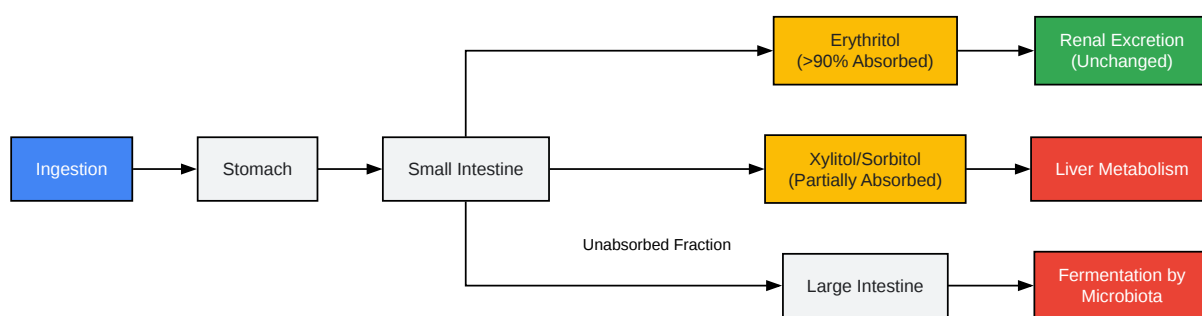 Erythritol
(>90% Absorbed)
Renal Excretion
(Unchanged)
Ingestion
Stomach
Small Intestine
Xylitol/Sorbitol
(Partially Absorbed)
Liver Metabolism
Unabsorbed Fraction
Large Intestine
Fermentation by
Microbiota